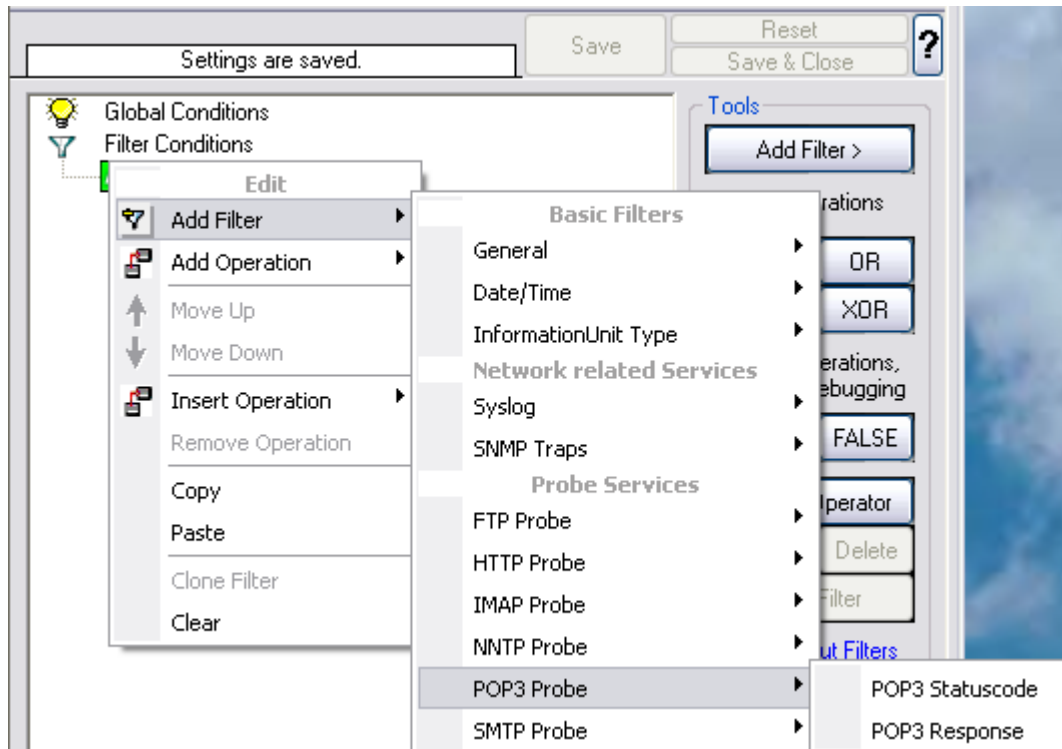 Settings are saved.
Save
Reset
Save & Close
?
Global Conditions
Filter Conditions
Tools
Add Filter >
Edit
Add Filter
Add Operation
Move Up
Move Down
Insert Operation
Remove Operation
Copy
Paste
Clone Filter
Clear
Basic Filters
General
Date/Time
InformationUnit Type
Network related Services
Syslog
SNMP Traps
Probe Services
FTP Probe
HTTP Probe
IMAP Probe
NNTP Probe
POP3 Probe
SMTP Probe
POP3 Statuscode
POP3 Response
rations
OR
XOR
erations,
ebugging
FALSE
perator
Delete
Filter
ut Filters